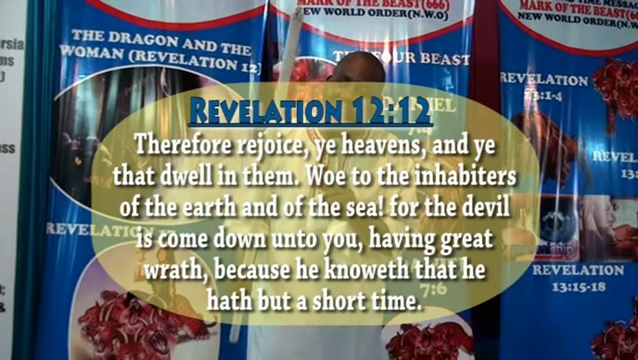 MARK OF THE BEAST(666)
NEW WORLD ORDER(N.W.O)
MARK OF THE BEAST(6
NEW WORLD ORDER(N.W
THE DRAGON AND THE
WOMAN (REVELATION 12)
OUR BEAST
REVELATION
13:1-4
Revelation 12:12
Therefore rejoice, ye heavens, and ye
that dwell in them. Woe to the inhabiters
of the earth and of the sea! for the devil
is come down unto you, having great
wrath, because he knoweth that he
hath but a short time.
REVELATION
7:6
REVELATION
13:15-18